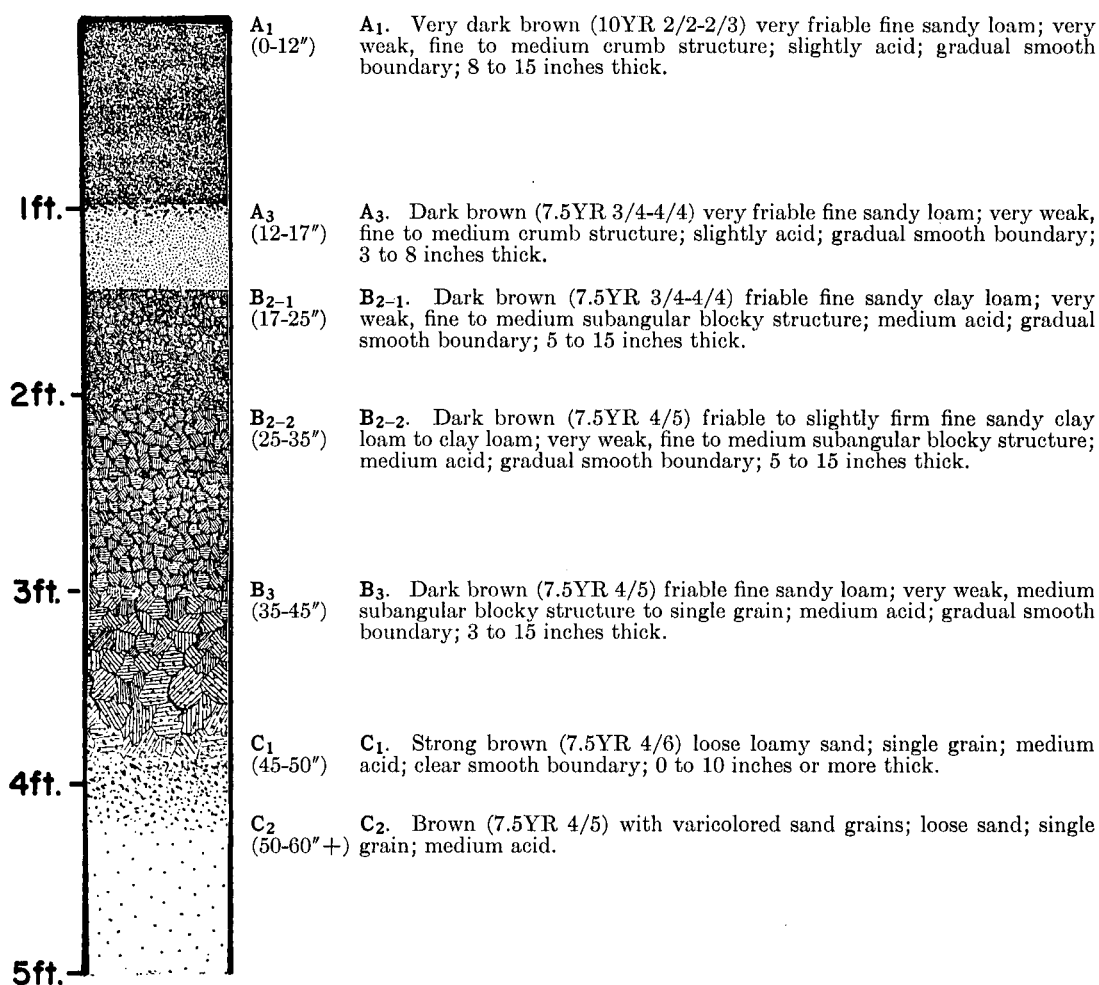 A1
(0-12″)
A1. Very dark brown (10YR 2/2-2/3) very friable fine sandy loam; very
weak, fine to medium crumb structure; slightly acid; gradual smooth
boundary; 8 to 15 inches thick.
1ft.
A3
(12-17″)
A3. Dark brown (7.5YR 3/4-4/4) very friable fine sandy loam; very weak,
fine to medium crumb structure; slightly acid; gradual smooth boundary;
3 to 8 inches thick.
B2-1
(17-25″)
B2-1. Dark brown (7.5YR 3/4-4/4) friable fine sandy clay loam; very
weak, fine to medium subangular blocky structure; medium acid; gradual
smooth boundary; 5 to 15 inches thick.
2ft.
B2-2
(25-35″)
B2-2. Dark brown (7.5YR 4/5) friable to slightly firm fine sandy clay
loam to clay loam; very weak, fine to medium subangular blocky structure;
medium acid; gradual smooth boundary; 5 to 15 inches thick.
3ft.
B3
(35-45″)
B3. Dark brown (7.5YR 4/5) friable fine sandy loam; very weak, medium
subangular blocky structure to single grain; medium acid; gradual smooth
boundary; 3 to 15 inches thick.
C1
(45-50″)
C1. Strong brown (7.5YR 4/6) loose loamy sand; single grain; medium
acid; clear smooth boundary; 0 to 10 inches or more thick.
4ft.
C2
(50-60″+)
C2. Brown (7.5YR 4/5) with varicolored sand grains; loose sand; single
grain; medium acid.
5ft.